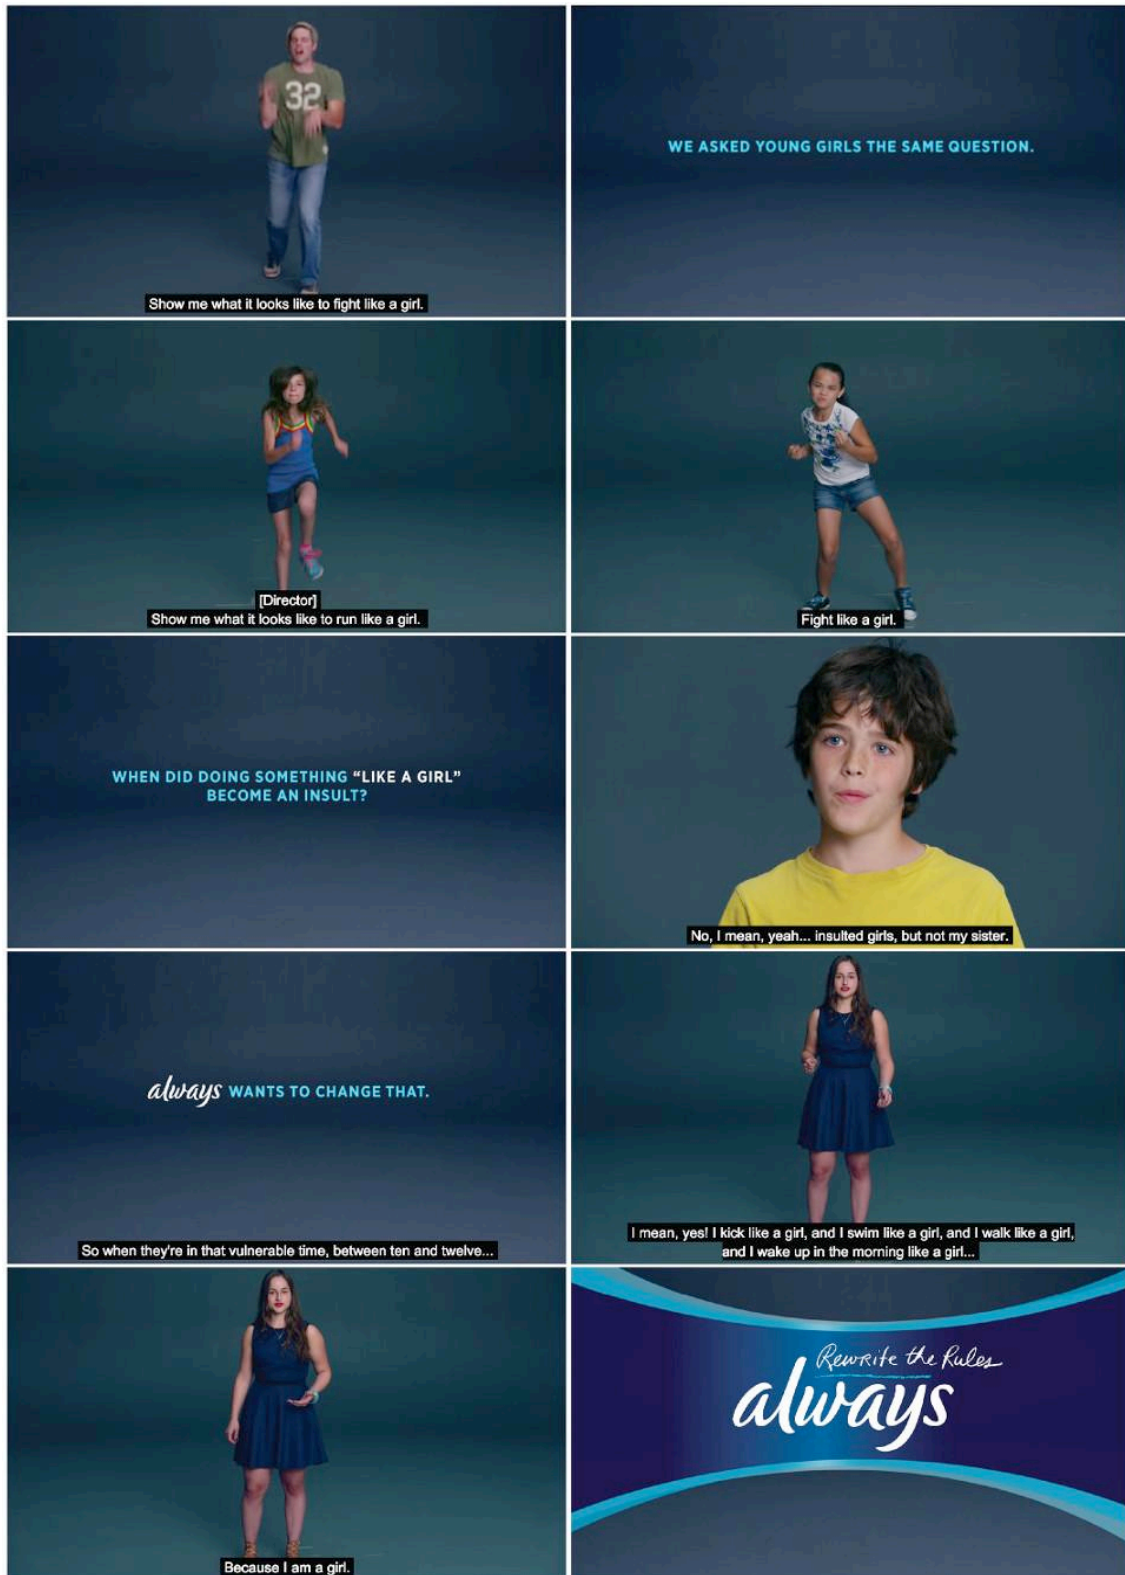 32
Show me what it looks like to fight like a girl.
WE ASKED YOUNG GIRLS THE SAME QUESTION.
[Director]
Show me what it looks like to run like a girl.
Fight like a girl.
WHEN DID DOING SOMETHING “LIKE A GIRL”
BECOME AN INSULT?
No, I mean, yeah... insulted girls, but not my sister.
always WANTS TO CHANGE THAT.
So when they're in that vulnerable time, between ten and twelve...
I mean, yes! I kick like a girl, and I swim like a girl, and I walk like a girl,
and I wake up in the morning like a girl...
Because I am a girl.
Rewrite the Rules
always